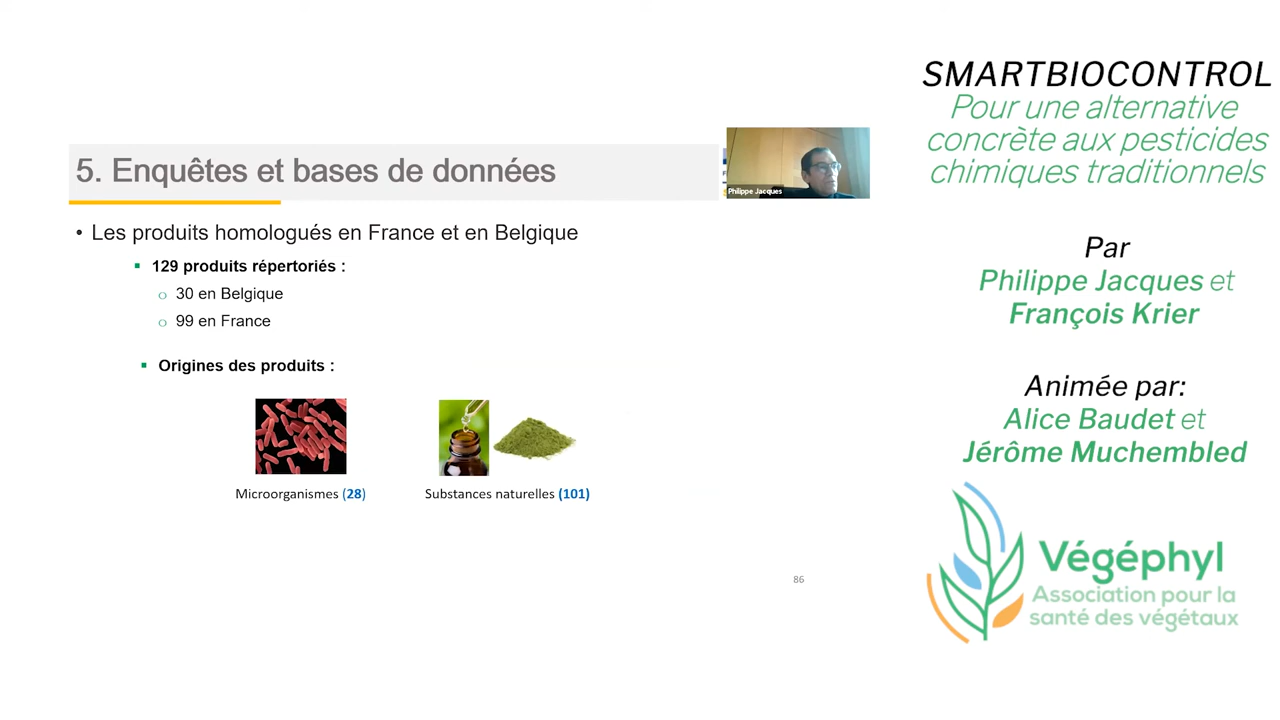 5. Enquêtes et bases de données
Philippe Jacques
• Les produits homologués en France et en Belgique
▪ 129 produits répertoriés :
o 30 en Belgique
o 99 en France
▪ Origines des produits :
Microorganismes (28)
Substances naturelles (101)
86
SMARTBIOCONTROL
Pour une alternative
concrète aux pesticides
chimiques traditionnels
Par
Philippe Jacques et
François Krier
Animée par:
Alice Baudet et
Jérôme Muchembled
Végéphyl
Association pour la
santé des végétaux